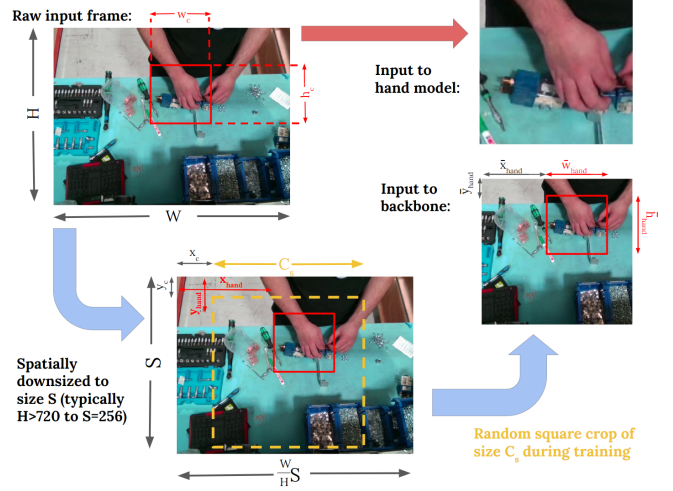 Raw input frame:
w_c
H
h_c
W
Input to
hand model:
Input to
backbone:
x̄_hand
w̄_hand
ȳ_hand
h̄_hand
x_c
C_s
y_c
x_hand
y_hand
S
W/H S
Spatially
downsized to
size S (typically
H>720 to S=256)
Random square crop of
size C_s during training